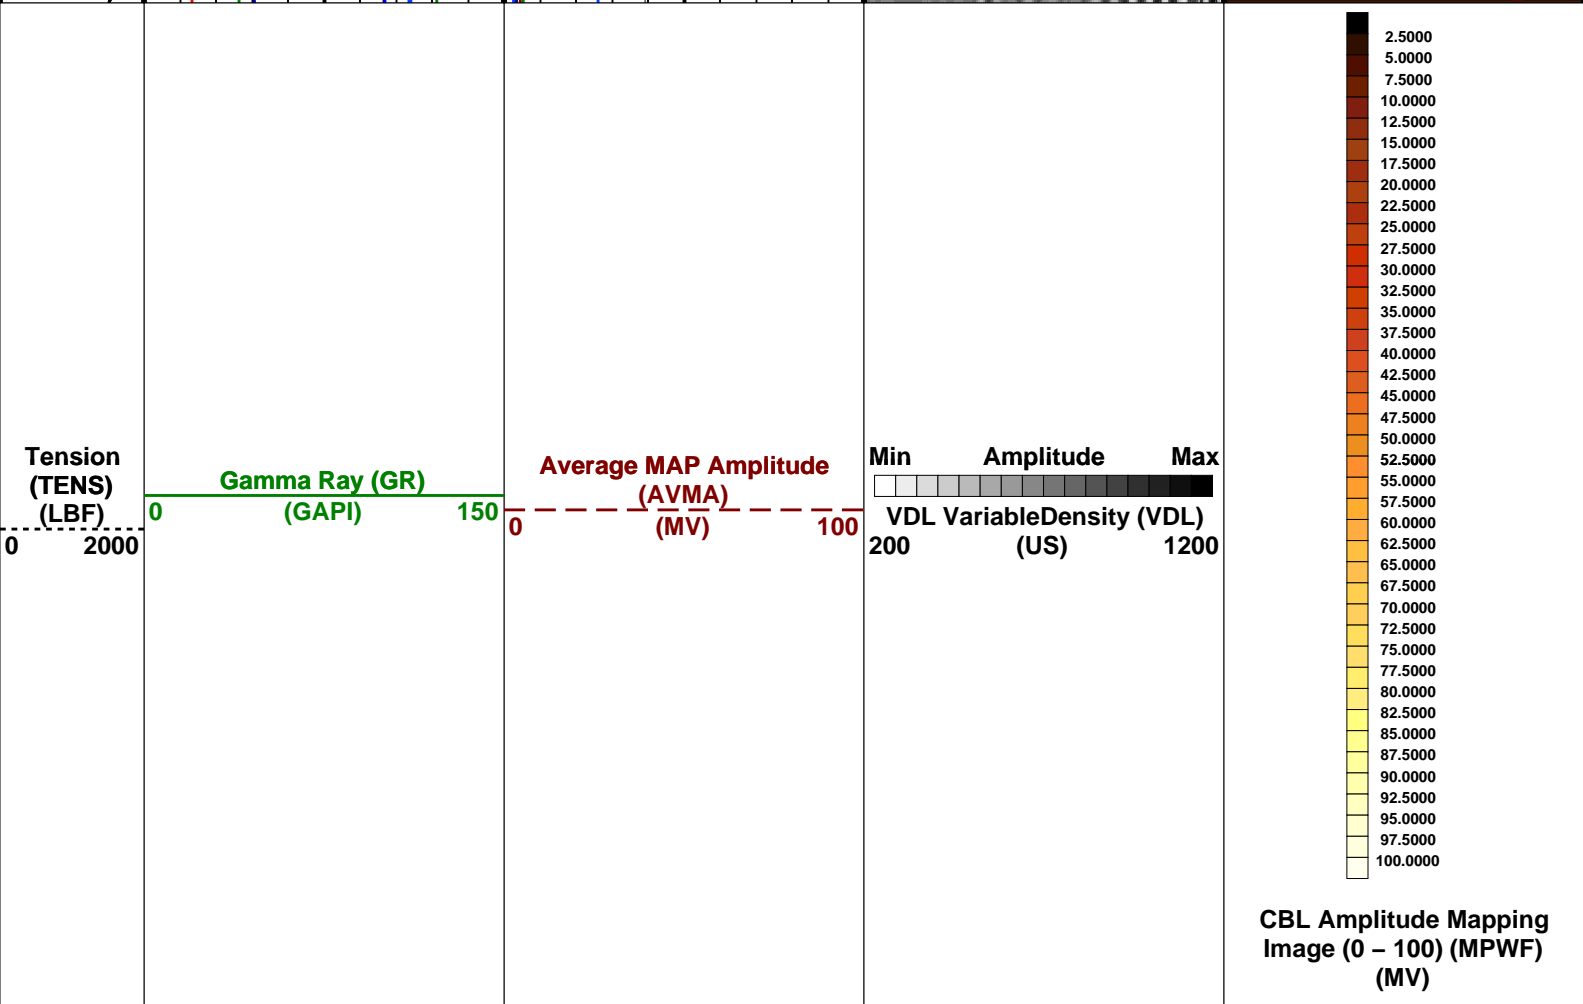 Tension
(TENS)
(LBF)
0 2000
Gamma Ray (GR)
0 (GAPI) 150
Average MAP Amplitude
(AVMA)
0 (MV) 100
Min Amplitude Max
VDL VariableDensity (VDL)
200 (US) 1200
2.5000
5.0000
7.5000
10.0000
12.5000
15.0000
17.5000
20.0000
22.5000
25.0000
27.5000
30.0000
32.5000
35.0000
37.5000
40.0000
42.5000
45.0000
47.5000
50.0000
52.5000
55.0000
57.5000
60.0000
62.5000
65.0000
67.5000
70.0000
72.5000
75.0000
77.5000
80.0000
82.5000
85.0000
87.5000
90.0000
92.5000
95.0000
97.5000
100.0000
CBL Amplitude Mapping
Image (0 – 100) (MPWF)
(MV)